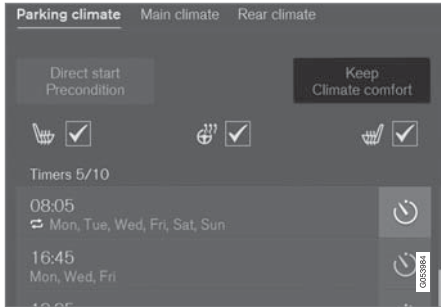 Parking climate Main climate Rear climate
Direct start
Precondition
Keep
Climate comfort
Timers 5/10
08:05
Mon, Tue, Wed, Fri, Sat, Sun
16:45
Mon, Wed, Fri
G053984